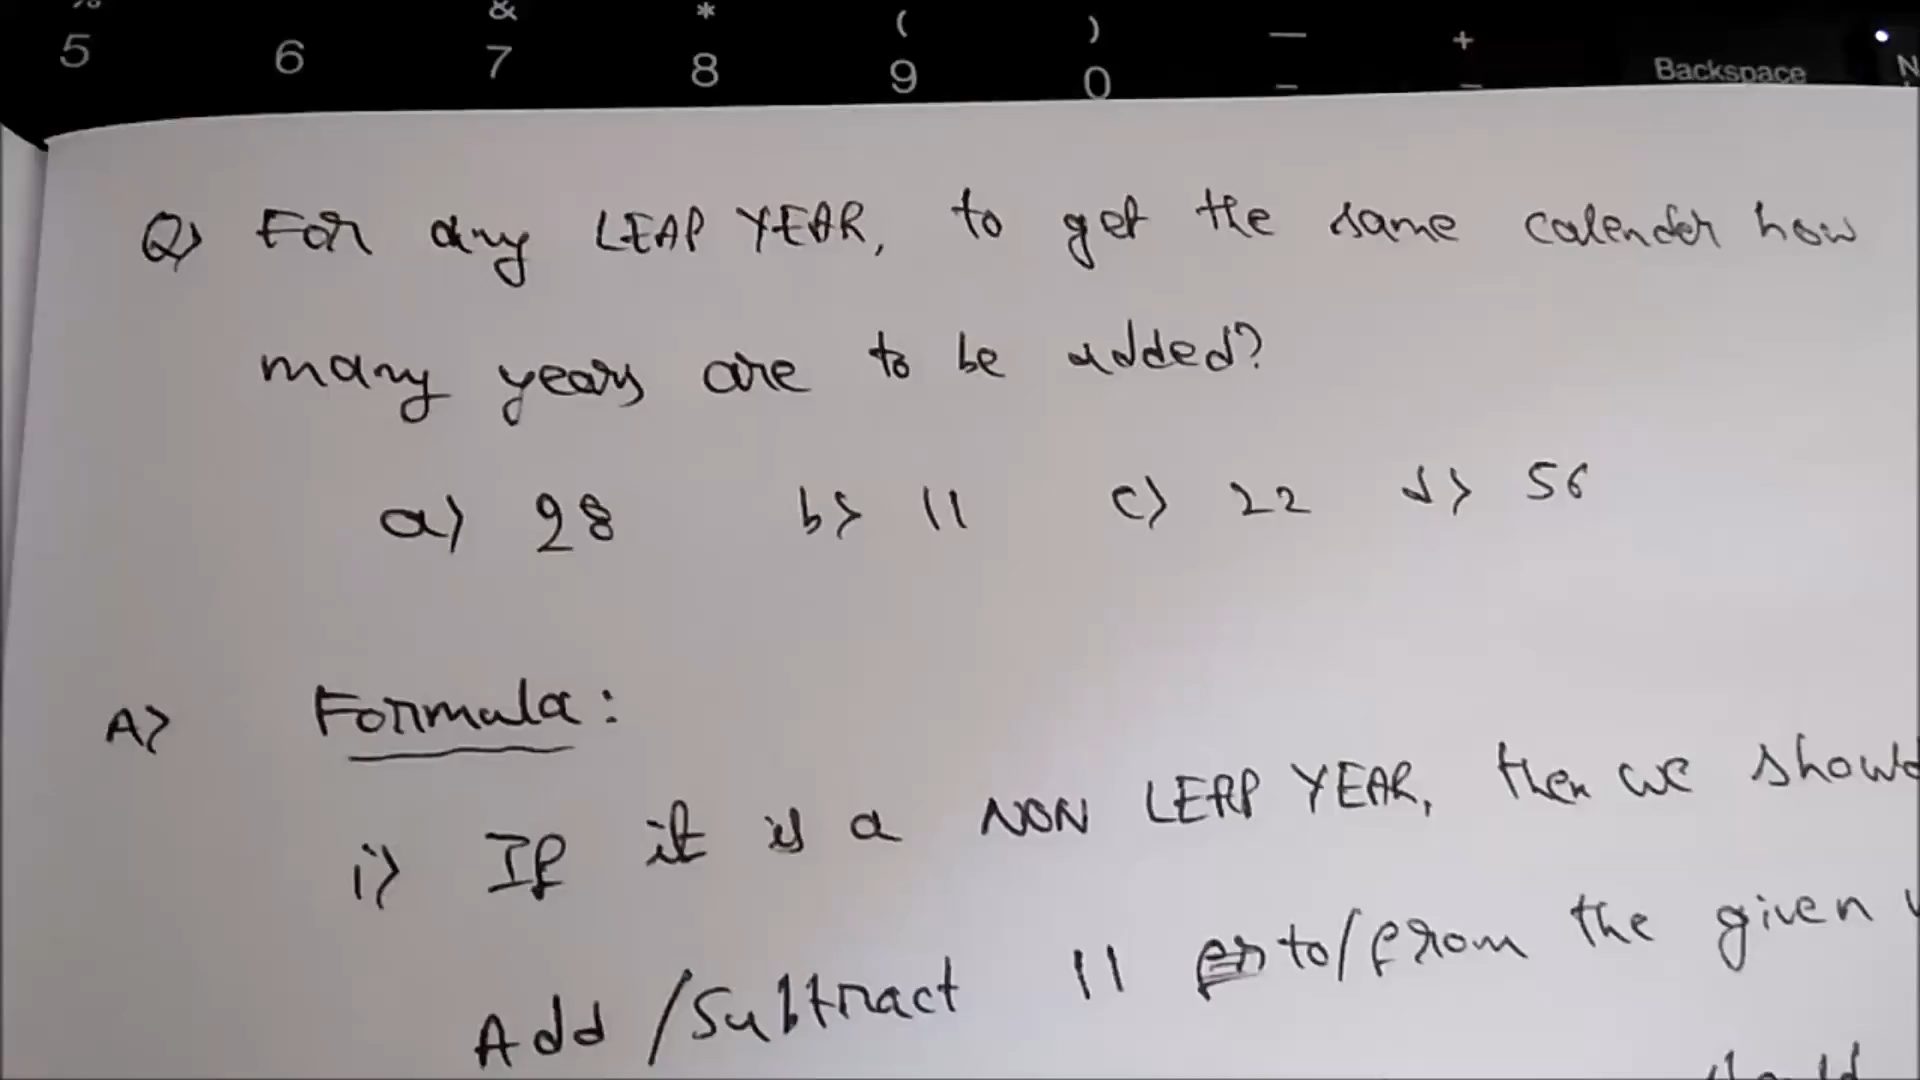 & * ( ) — +
5 6 7 8 9 0 - = Backspace N
Q> For any LEAP YEAR, to get the same calender how
many years are to be added?
a) 28 b> 11 c) 22 d> 56
A> Formula:
i) If it is a NON LEAP YEAR, then we should
Add / Subtract 11 to/from the given